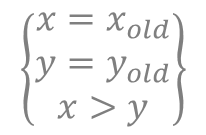 x = x_old
y = y_old
x > y